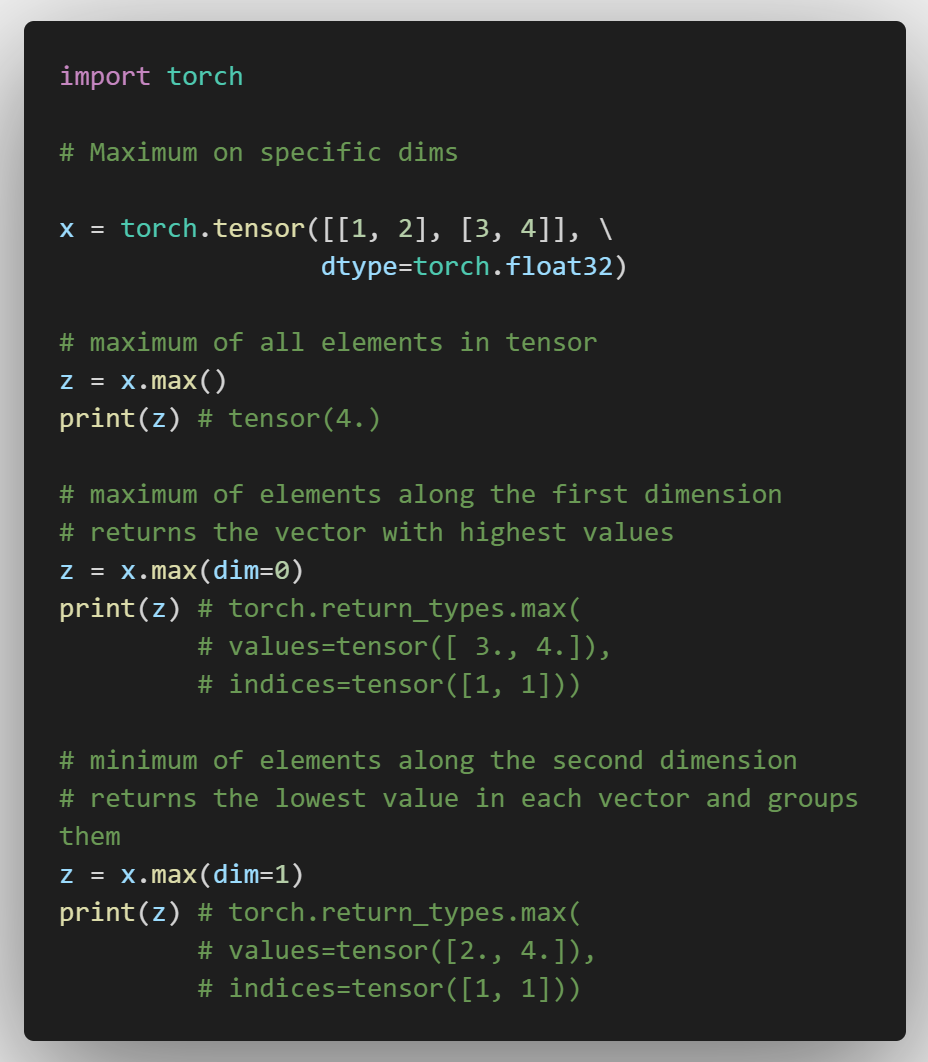 import torch
# Maximum on specific dims
x = torch.tensor([[1, 2], [3, 4]], \
                 dtype=torch.float32)
# maximum of all elements in tensor
z = x.max()
print(z) # tensor(4.)
# maximum of elements along the first dimension
# returns the vector with highest values
z = x.max(dim=0)
print(z) # torch.return_types.max(
         # values=tensor([ 3., 4.]),
         # indices=tensor([1, 1]))
# minimum of elements along the second dimension
# returns the lowest value in each vector and groups
them
z = x.max(dim=1)
print(z) # torch.return_types.max(
         # values=tensor([2., 4.]),
         # indices=tensor([1, 1]))